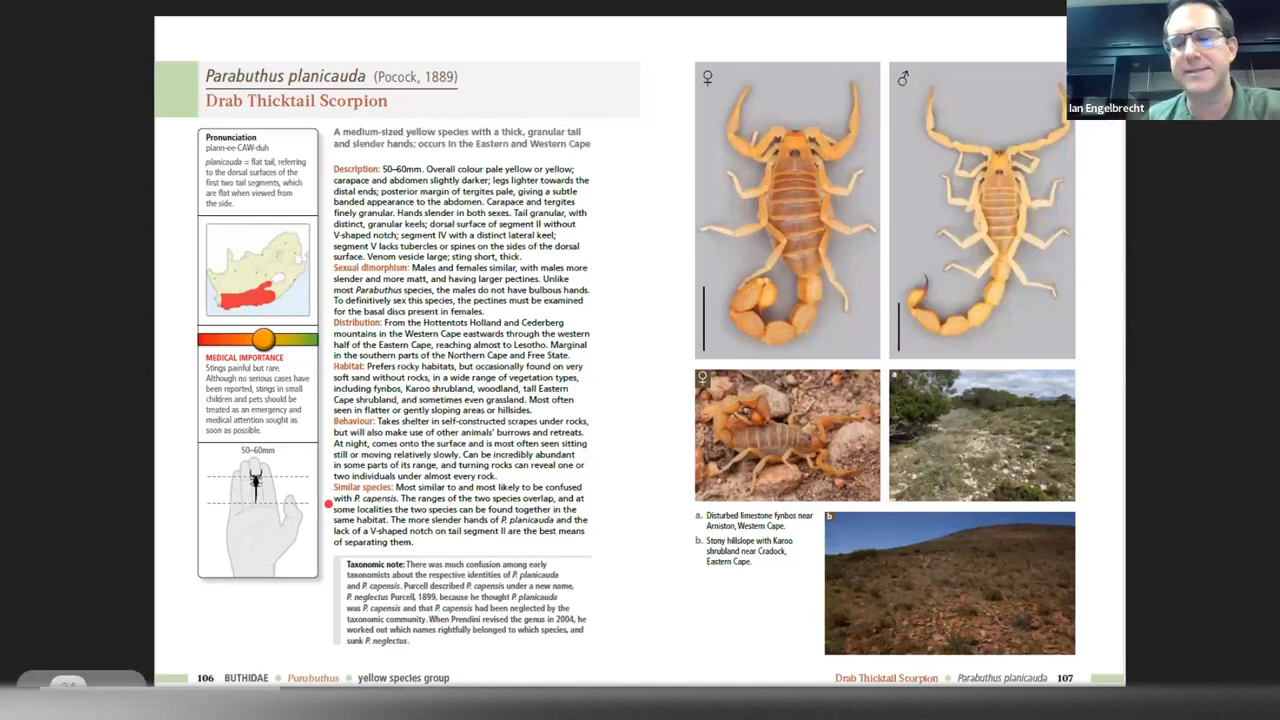 Parabuthus planicauda (Pocock, 1889)
Drab Thicktail Scorpion
Pronunciation
plann-ee-CAW-duh
planicauda = flat tail, referring
to the dorsal surfaces of the
first two tail segments, which
are flat when viewed from
the side.
MEDICAL IMPORTANCE
Stings painful but rare.
Although no serious cases have
been reported, stings in small
children and pets should be
treated as an emergency and
medical attention sought as
soon as possible.
50–60mm
A medium-sized yellow species with a thick, granular tail
and slender hands; occurs in the Eastern and Western Cape
Description: 50–60mm. Overall colour pale yellow or yellow;
carapace and abdomen slightly darker; legs lighter towards the
distal ends; posterior margin of tergites pale, giving a subtle
banded appearance to the abdomen. Carapace and tergites
finely granular. Hands slender in both sexes. Tail granular, with
distinct, granular keels; dorsal surface of segment II without
V-shaped notch; segment IV with a distinct lateral keel;
segment V lacks tubercles or spines on the sides of the dorsal
surface. Venom vesicle large; sting short, thick.
Sexual dimorphism: Males and females similar, with males more
slender and more matt, and having larger pectines. Unlike
most Parabuthus species, the males do not have bulbous hands.
To definitively sex this species, the pectines must be examined
for the basal discs present in females.
Distribution: From the Hottentots Holland and Cederberg
mountains in the Western Cape eastwards through the western
half of the Eastern Cape, reaching almost to Lesotho. Marginal
in the southern parts of the Northern Cape and Free State.
Habitat: Prefers rocky habitats, but occasionally found on very
soft sand without rocks, in a wide range of vegetation types,
including fynbos, Karoo shrubland, woodland, tall Eastern
Cape shrubland, and sometimes even grassland. Most often
seen in flatter or gently sloping areas or hillsides.
Behaviour: Takes shelter in self-constructed scrapes under rocks,
but will also make use of other animals' burrows and retreats.
At night, comes onto the surface and is most often seen sitting
still or moving relatively slowly. Can be incredibly abundant
in some parts of its range, and turning rocks can reveal one or
two individuals under almost every rock.
Similar species: Most similar to and most likely to be confused
with P. capensis. The ranges of the two species overlap, and at
some localities the two species can be found together in the
same habitat. The more slender hands of P. planicauda and the
lack of a V-shaped notch on tail segment II are the best means
of separating them.
Taxonomic note: There was much confusion among early
taxonomists about the respective identities of P. planicauda
and P. capensis. Purcell described P. capensis under a new name,
P. neglectus Purcell, 1899, because he thought P. planicauda
was P. capensis and that P. capensis had been neglected by the
taxonomic community. When Prendini revised the genus in 2004, he
worked out which names rightfully belonged to which species, and
sunk P. neglectus.
♀
♂
♀
a
a. Disturbed limestone fynbos near
Arniston, Western Cape.
b. Stony hillslope with Karoo
shrubland near Cradock,
Eastern Cape.
b
106 BUTHIDAE • Parabuthus • yellow species group
Drab Thicktail Scorpion • Parabuthus planicauda 107
Ian Engelbrecht